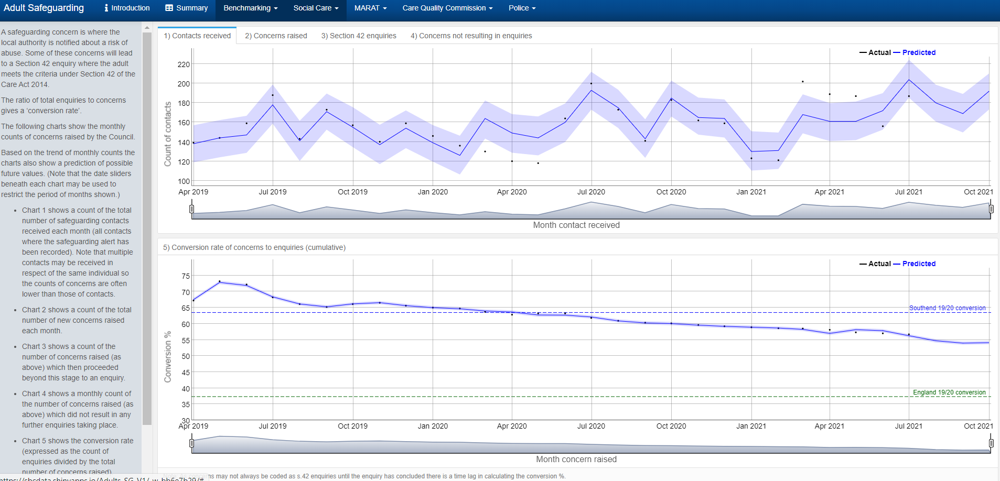 Adult Safeguarding
Introduction
Summary
Benchmarking
Social Care
MARAT
Care Quality Commission
Police
A safeguarding concern is where the
local authority is notified about a risk of
abuse. Some of these concerns will lead
to a Section 42 enquiry where the adult
meets the criteria under Section 42 of the
Care Act 2014.
The ratio of total enquiries to concerns
gives a ‘conversion rate’.
The following charts show the monthly
counts of concerns raised by the Council.
Based on the trend of monthly counts the
charts also show a prediction of possible
future values. (Note that the date sliders
beneath each chart may be used to
restrict the period of months shown.)
• Chart 1 shows a count of the total
number of safeguarding contacts
received each month (all contacts
where the safeguarding alert has
been recorded). Note that multiple
contacts may be received in
respect of the same individual so
the counts of concerns are often
lower than those of contacts.
• Chart 2 shows a count of the total
number of new concerns raised
each month.
• Chart 3 shows a count of the
number of concerns raised (as
above) which then proceeded
beyond this stage to an enquiry.
• Chart 4 shows a monthly count of
the number of concerns raised (as
above) which did not result in any
further enquiries taking place.
• Chart 5 shows the conversion rate
(expressed as the count of
enquiries divided by the total
number of concerns raised)
1) Contacts received
2) Concerns raised
3) Section 42 enquiries
4) Concerns not resulting in enquiries
Actual Predicted
Count of contacts
220
200
180
160
140
120
100
Apr 2019
Jul 2019
Oct 2019
Jan 2020
Apr 2020
Jul 2020
Oct 2020
Jan 2021
Apr 2021
Jul 2021
Oct 2021
Month contact received
5) Conversion rate of concerns to enquiries (cumulative)
Actual Predicted
Conversion %
75
70
65
60
55
50
45
40
35
30
Southend 19/20 conversion
England 19/20 conversion
Apr 2019
Jul 2019
Oct 2019
Jan 2020
Apr 2020
Jul 2020
Oct 2020
Jan 2021
Apr 2021
Jul 2021
Oct 2021
Month concern raised
may not always be coded as s.42 enquiries until the enquiry has concluded there is a time lag in calculating the conversion %.